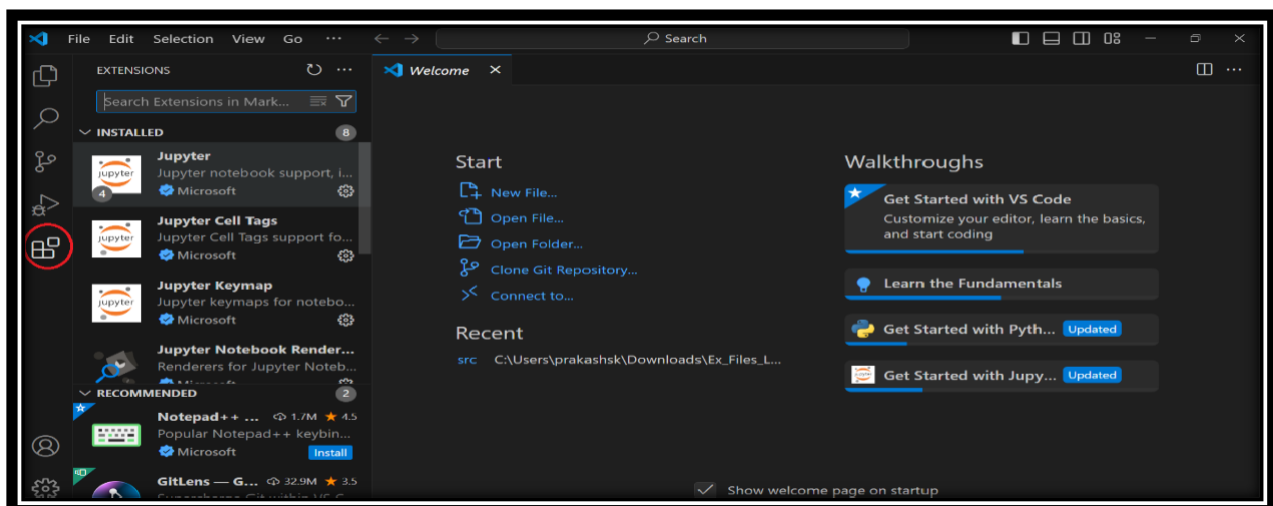 File Edit Selection View Go ··· Search
EXTENSIONS
Welcome
Search Extensions in Mark...
INSTALLED 8
Jupyter
Jupyter notebook support, i...
Microsoft
jupyter
4
Jupyter Cell Tags
Jupyter Cell Tags support fo...
Microsoft
jupyter
Jupyter Keymap
Jupyter keymaps for notebo...
Microsoft
jupyter
Jupyter Notebook Render...
Renderers for Jupyter Noteb...
Microsoft
RECOMMENDED 2
Notepad++ ... 1.7M ★ 4.5
Popular Notepad++ keybin...
Microsoft Install
GitLens — G... 32.9M ★ 3.5
Start
New File...
Open File...
Open Folder...
Clone Git Repository...
Connect to...
Recent
src C:\Users\prakashsk\Downloads\Ex_Files_L...
Walkthroughs
Get Started with VS Code
Customize your editor, learn the basics,
and start coding
Learn the Fundamentals
Get Started with Pyth... Updated
Get Started with Jupy... Updated
Show welcome page on startup